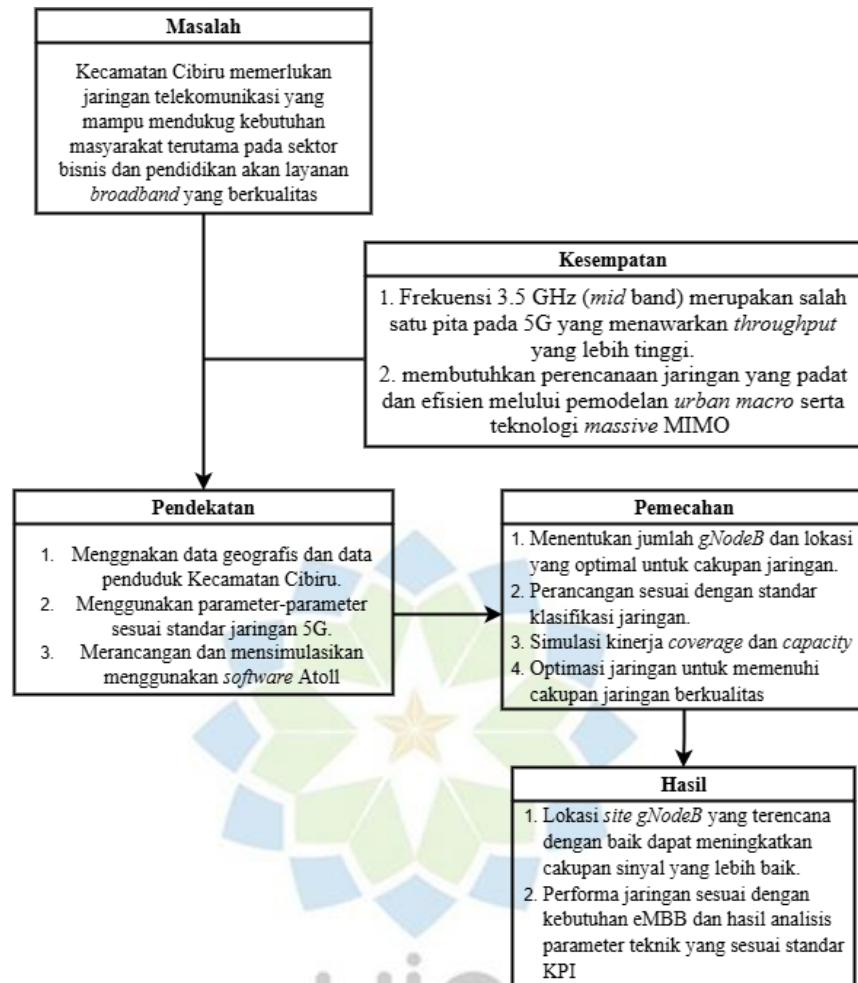 Masalah
Kecamatan Cibiru memerlukan
jaringan telekomunikasi yang
mampu mendukug kebutuhan
masyarakat terutama pada sektor
bisnis dan pendidikan akan layanan
broadband yang berkualitas
Kesempatan
1. Frekuensi 3.5 GHz (mid band) merupakan salah
satu pita pada 5G yang menawarkan throughput
yang lebih tinggi.
2. membutuhkan perencanaan jaringan yang padat
dan efisien melului pemodelan urban macro serta
teknologi massive MIMO
Pendekatan
1. Menggnakan data geografis dan data
penduduk Kecamatan Cibiru.
2. Menggunakan parameter-parameter
sesuai standar jaringan 5G.
3. Merancangan dan mensimulasikan
menggunakan software Atoll
Pemecahan
1. Menentukan jumlah gNodeB dan lokasi
yang optimal untuk cakupan jaringan.
2. Perancangan sesuai dengan standar
klasifikasi jaringan.
3. Simulasi kinerja coverage dan capacity
4. Optimasi jaringan untuk memenuhi
cakupan jaringan berkualitas
Hasil
1. Lokasi site gNodeB yang terencana
dengan baik dapat meningkatkan
cakupan sinyal yang lebih baik.
2. Performa jaringan sesuai dengan
kebutuhan eMBB dan hasil analisis
parameter teknik yang sesuai standar
KPI